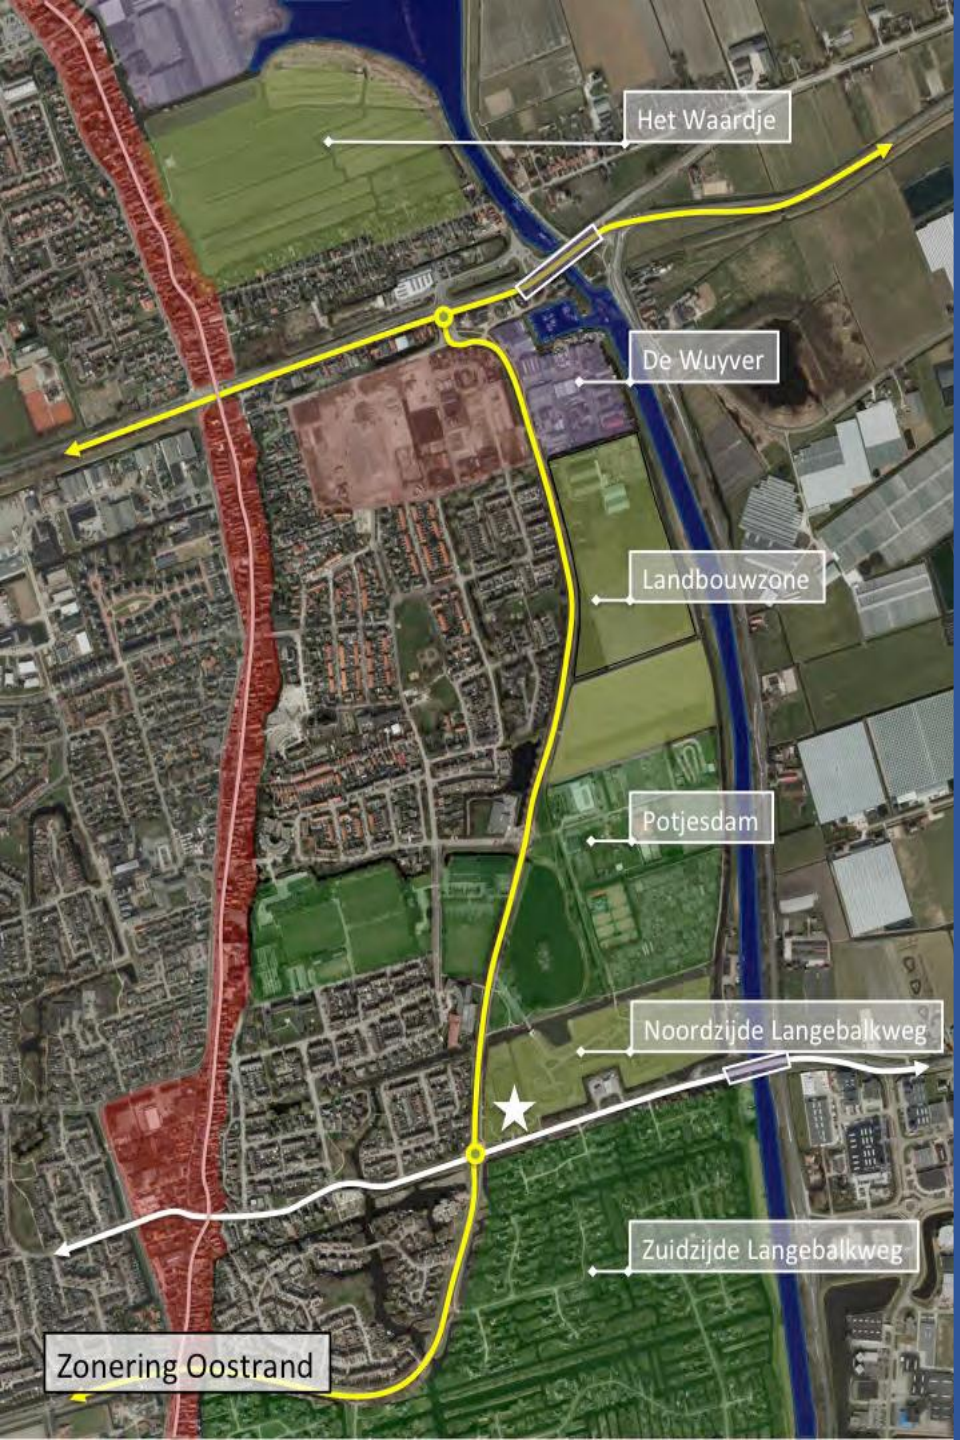 Het Waardje
De Wuyver
Landbouwzone
Potjesdam
Noordzijde Langebalkweg
Zuidzijde Langebalkweg
Zonering Oostrand